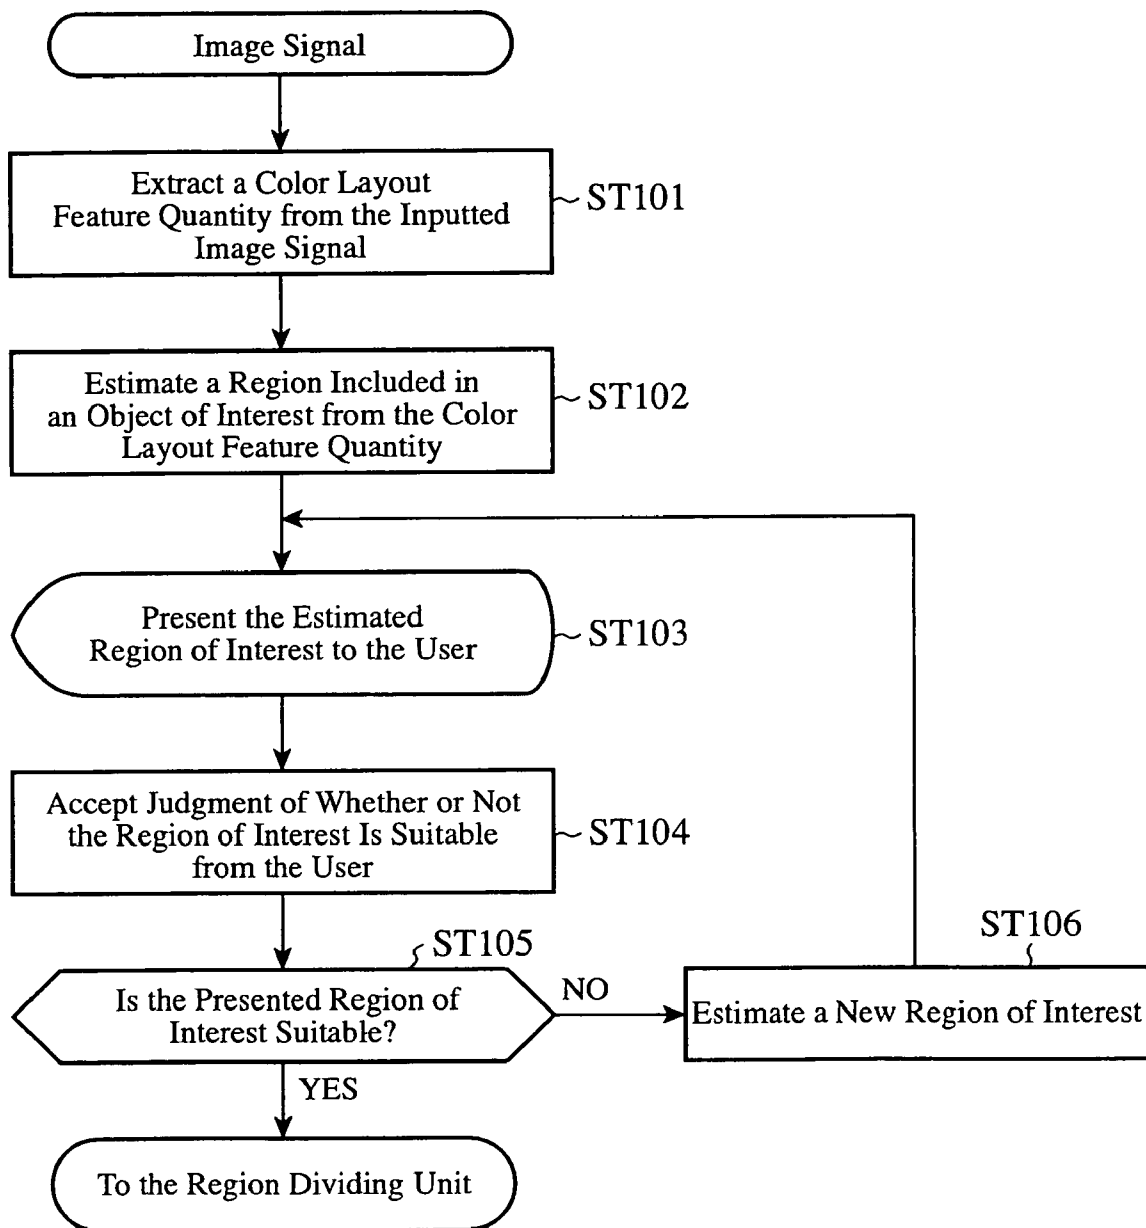 Image Signal
Extract a Color Layout
Feature Quantity from the Inputted
Image Signal
ST101
Estimate a Region Included in
an Object of Interest from the Color
Layout Feature Quantity
ST102
Present the Estimated
Region of Interest to the User
ST103
Accept Judgment of Whether or Not
the Region of Interest Is Suitable
from the User
ST104
ST105
Is the Presented Region of
Interest Suitable?
NO
ST106
Estimate a New Region of Interest
YES
To the Region Dividing Unit